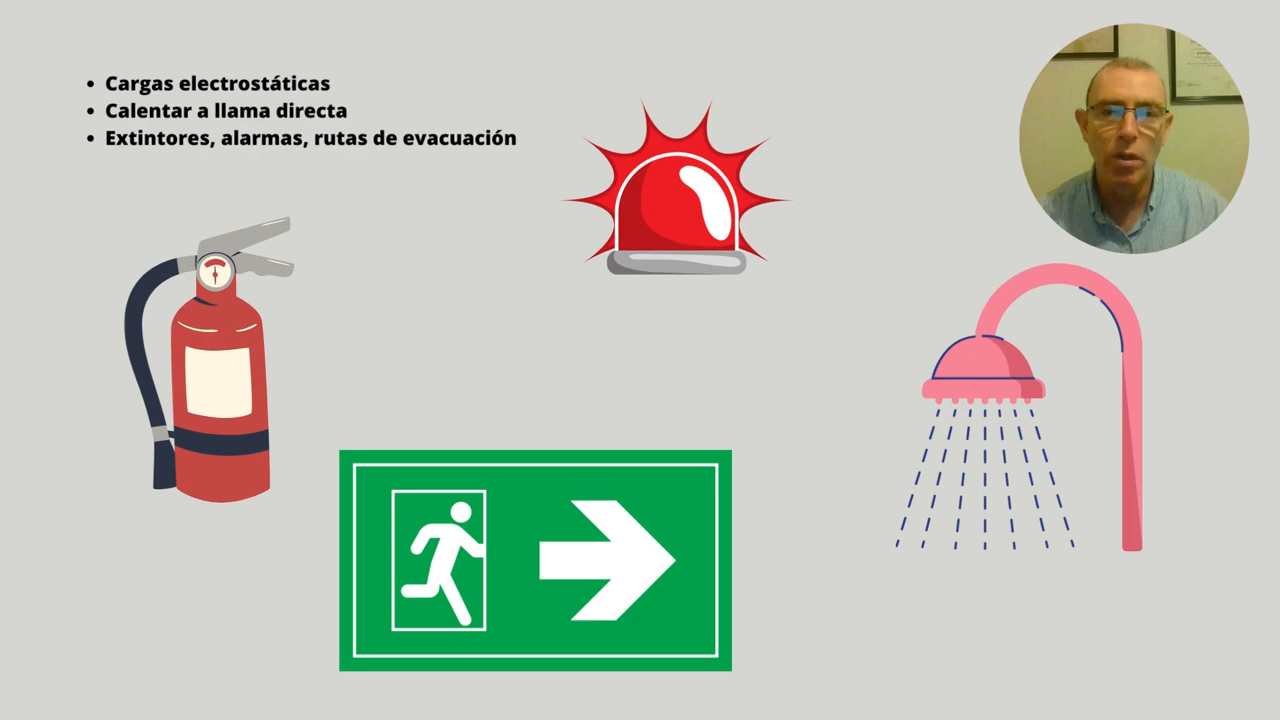 • Cargas electrostáticas
• Calentar a llama directa
• Extintores, alarmas, rutas de evacuación